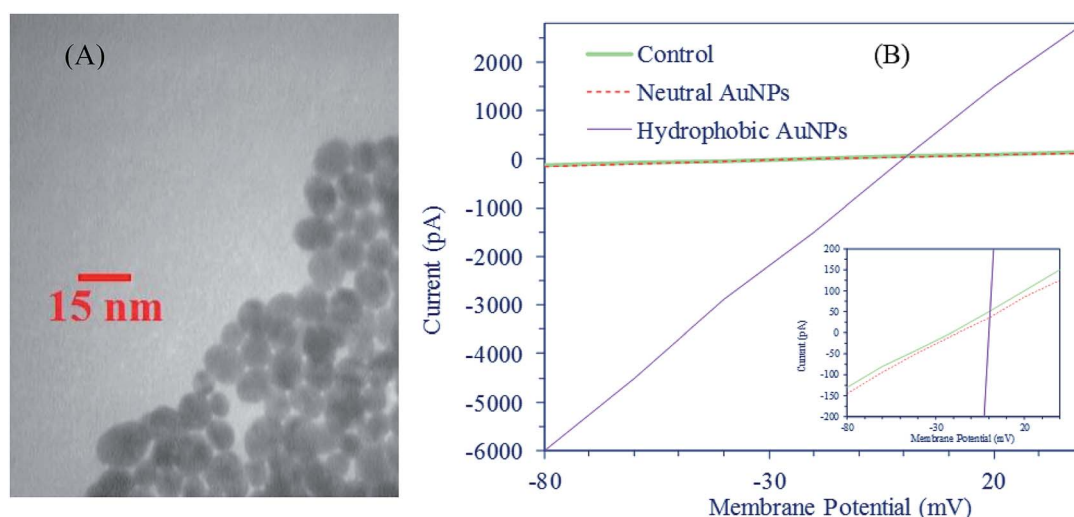 (A)
15 nm
(B)
Control
Neutral AuNPs
Hydrophobic AuNPs
Current (pA)
2000
1000
0
-1000
-2000
-3000
-4000
-5000
-6000
-80
-30
20
Membrane Potential (mV)
Current (pA)
200
150
100
50
0
-50
-100
-150
-200
-80
-30
20
Membrane Potential (mV)